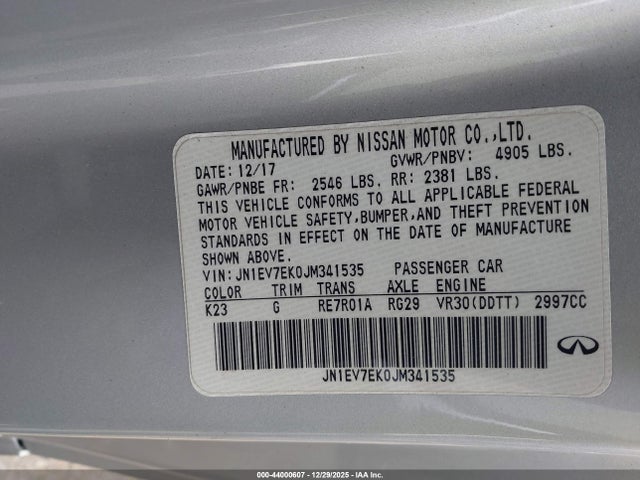 MANUFACTURED BY NISSAN MOTOR CO.,LTD.
DATE: 12/17 GVWR/PNBV: 4905 LBS.
GAWR/PNBE FR: 2546 LBS. RR: 2381 LBS.
THIS VEHICLE CONFORMS TO ALL APPLICABLE FEDERAL
MOTOR VEHICLE SAFETY,BUMPER,AND THEFT PREVENTION
STANDARDS IN EFFECT ON THE DATE OF MANUFACTURE
SHOWN ABOVE.
VIN:JN1EV7EK0JM341535 PASSENGER CAR
COLOR TRIM TRANS AXLE ENGINE
K23 G RE7R01A RG29 VR30(DDTT) 2997CC
JN1EV7EK0JM341535
000-44000607 - 12/29/2025 - IAA Inc.